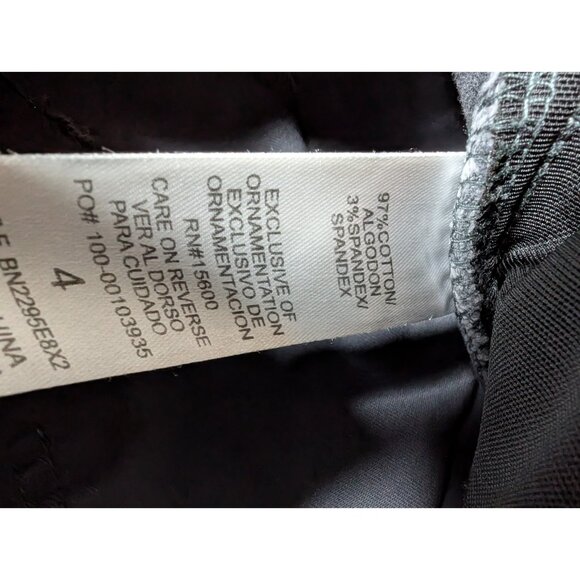 97%COTTON/
ALGODON
3%SPANDEX/
SPANDEX
EXCLUSIVE OF
ORNAMENTATION
EXCLUSIVO DE
ORNAMENTACION
RN#15600
CARE ON REVERSE
VER AL DORSO
PARA CUIDADO
PO# 100-00103935
4
BN2295E8X2